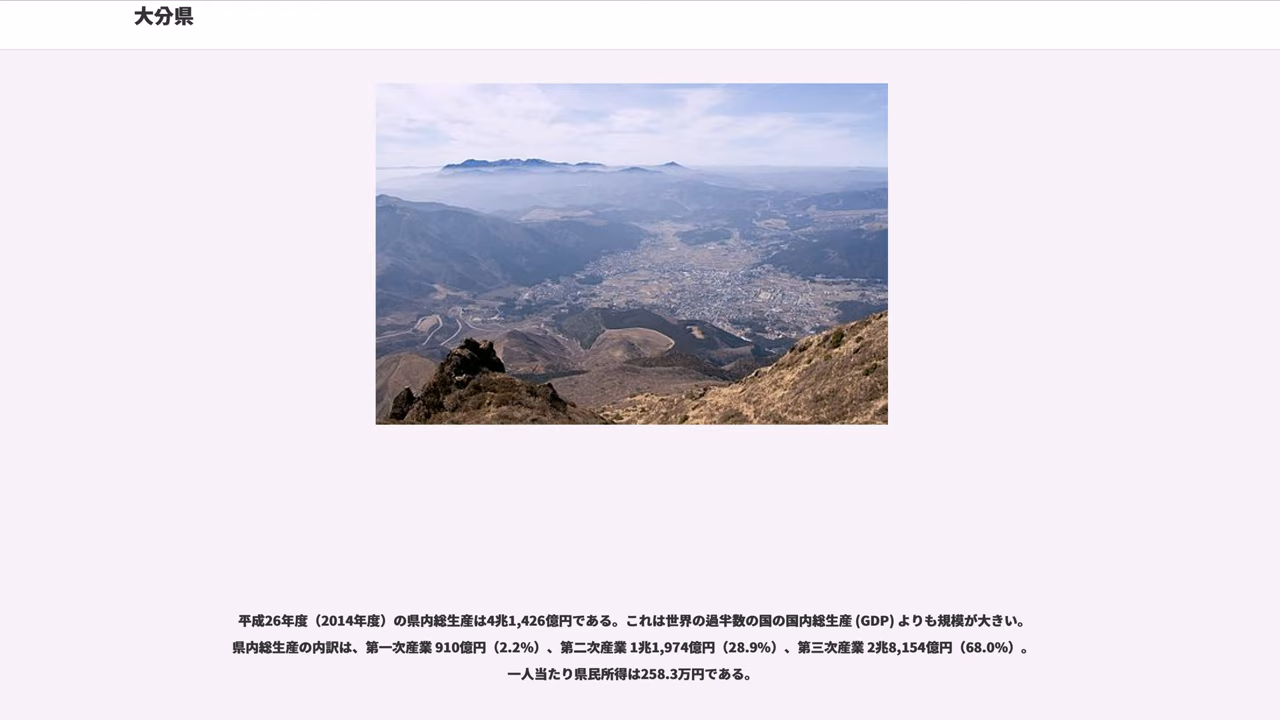 大分県
平成26年度（2014年度）の県内総生産は4兆1,426億円である。これは世界の過半数の国の国内総生産 (GDP) よりも規模が大きい。
県内総生産の内訳は、第一次産業 910億円（2.2%）、第二次産業 1兆1,974億円（28.9%）、第三次産業 2兆8,154億円（68.0%）。
一人当たり県民所得は258.3万円である。